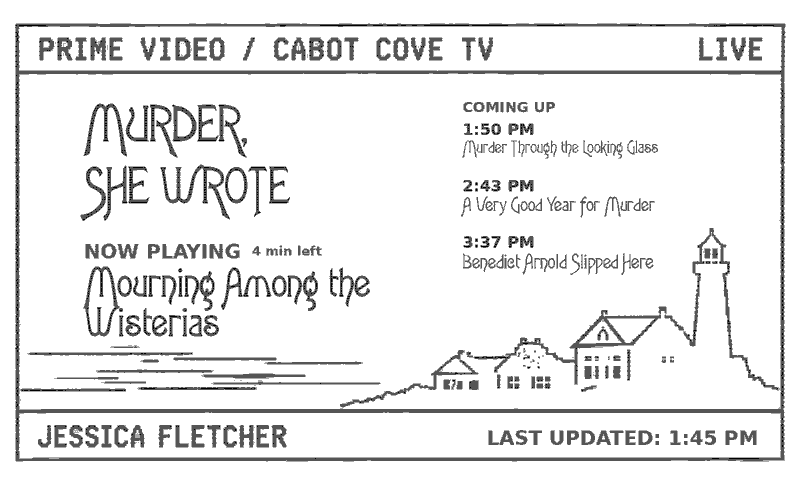 PRIME VIDEO / CABOT COVE TV
LIVE
MURDER,
SHE WROTE
NOW PLAYING 4 min left
Mourning Among the
Wisterias
COMING UP
1:50 PM
Murder Through the Looking Glass
2:43 PM
A Very Good Year for Murder
3:37 PM
Benedict Arnold Slipped Here
JESSICA FLETCHER
LAST UPDATED: 1:45 PM